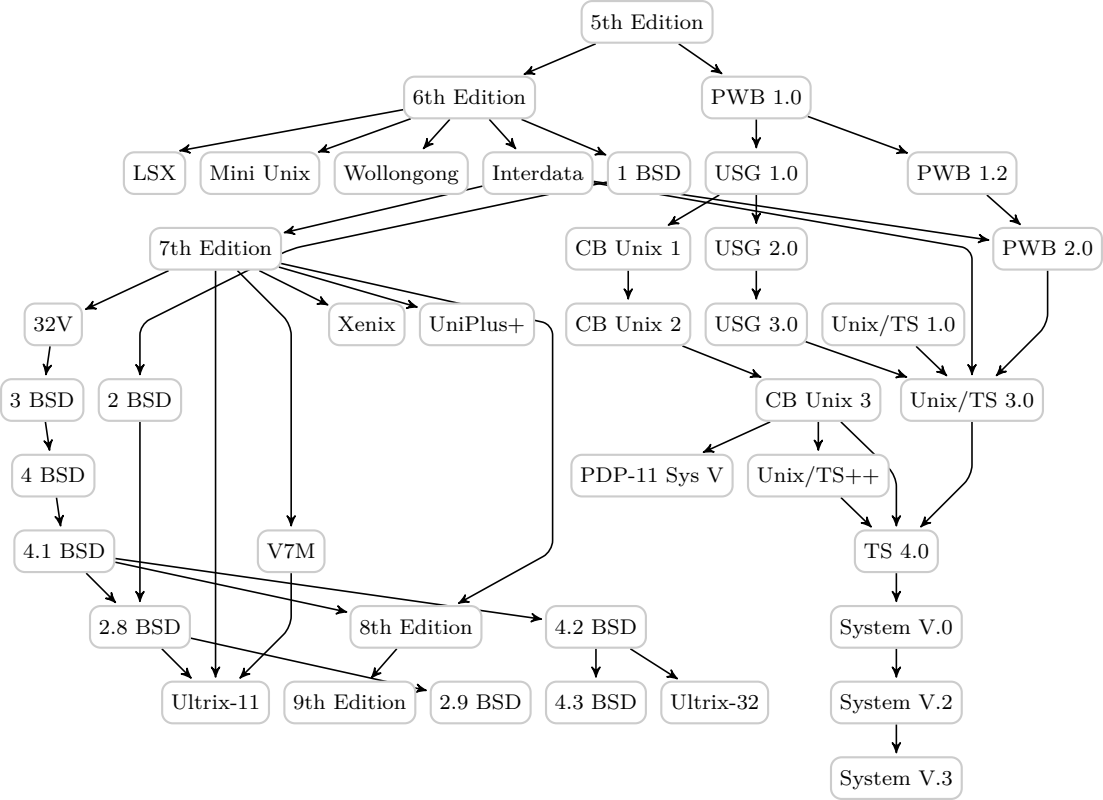 5th Edition
6th Edition
PWB 1.0
LSX
Mini Unix
Wollongong
Interdata
1 BSD
USG 1.0
PWB 1.2
7th Edition
CB Unix 1
USG 2.0
PWB 2.0
32V
Xenix
UniPlus+
CB Unix 2
USG 3.0
Unix/TS 1.0
3 BSD
2 BSD
CB Unix 3
Unix/TS 3.0
4 BSD
PDP-11 Sys V
Unix/TS++
4.1 BSD
V7M
TS 4.0
2.8 BSD
8th Edition
4.2 BSD
System V.0
Ultrix-11
9th Edition
2.9 BSD
4.3 BSD
Ultrix-32
System V.2
System V.3